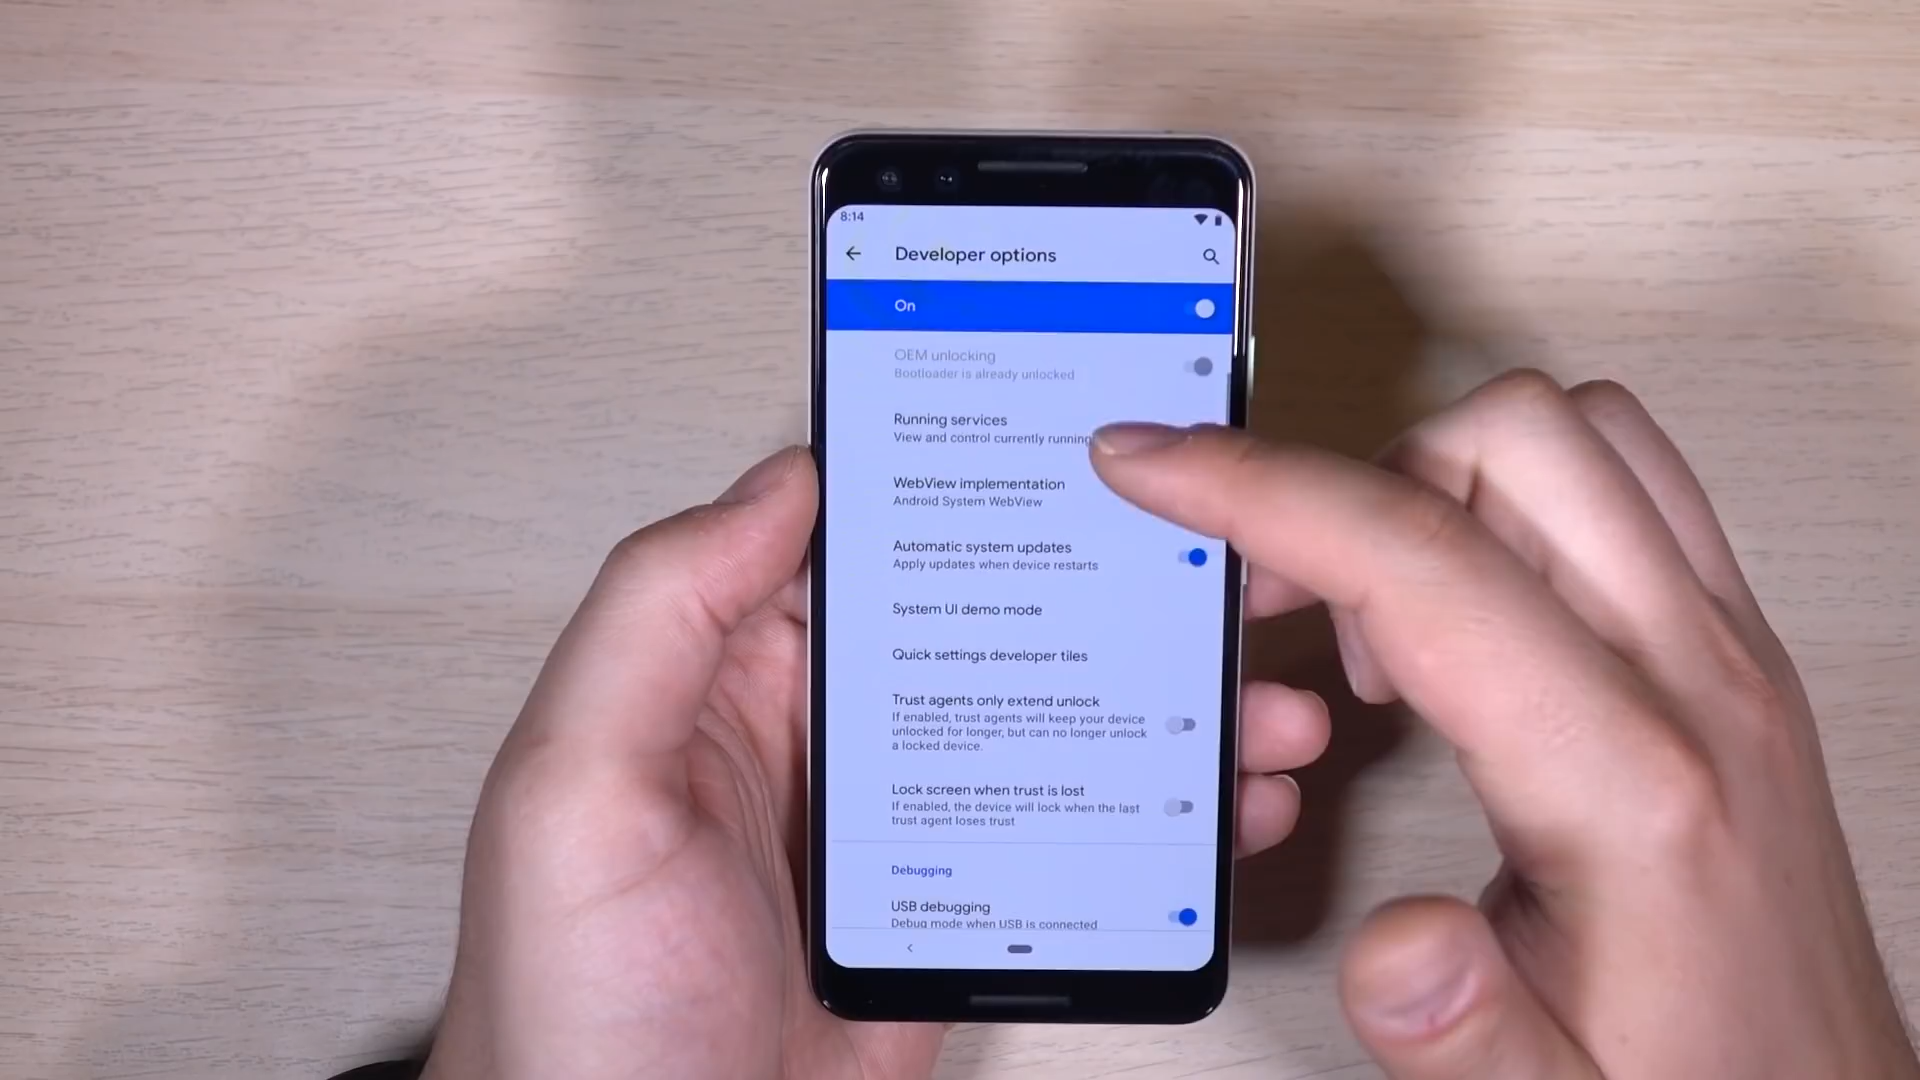 8:14
Developer options
On
OEM unlocking
Bootloader is already unlocked
Running services
View and control currently running
WebView implementation
Android System WebView
Automatic system updates
Apply updates when device restarts
System UI demo mode
Quick settings developer tiles
Trust agents only extend unlock
If enabled, trust agents will keep your device
unlocked for longer, but can no longer unlock
a locked device.
Lock screen when trust is lost
If enabled, the device will lock when the last
trust agent loses trust
Debugging
USB debugging
Debug mode when USB is connected